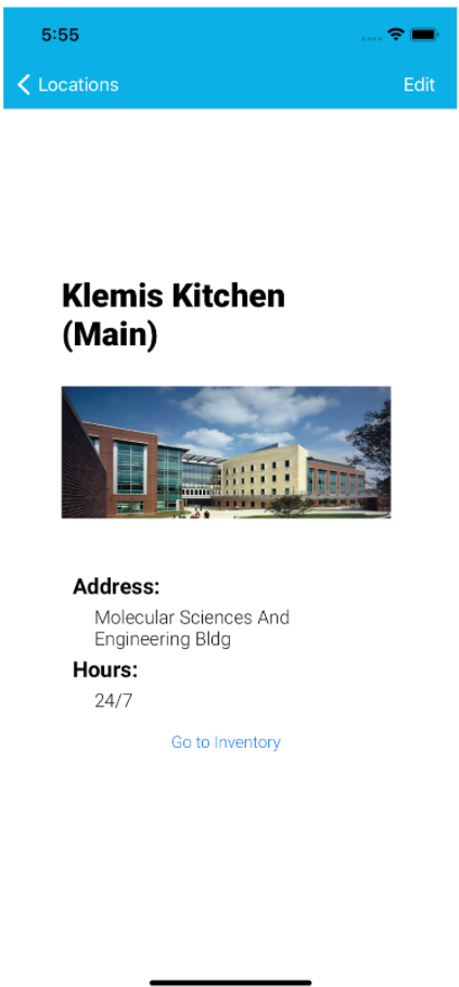 5:55
Locations
Edit
Klemis Kitchen
(Main)
Address:
Molecular Sciences And
Engineering Bldg
Hours:
24/7
Go to Inventory